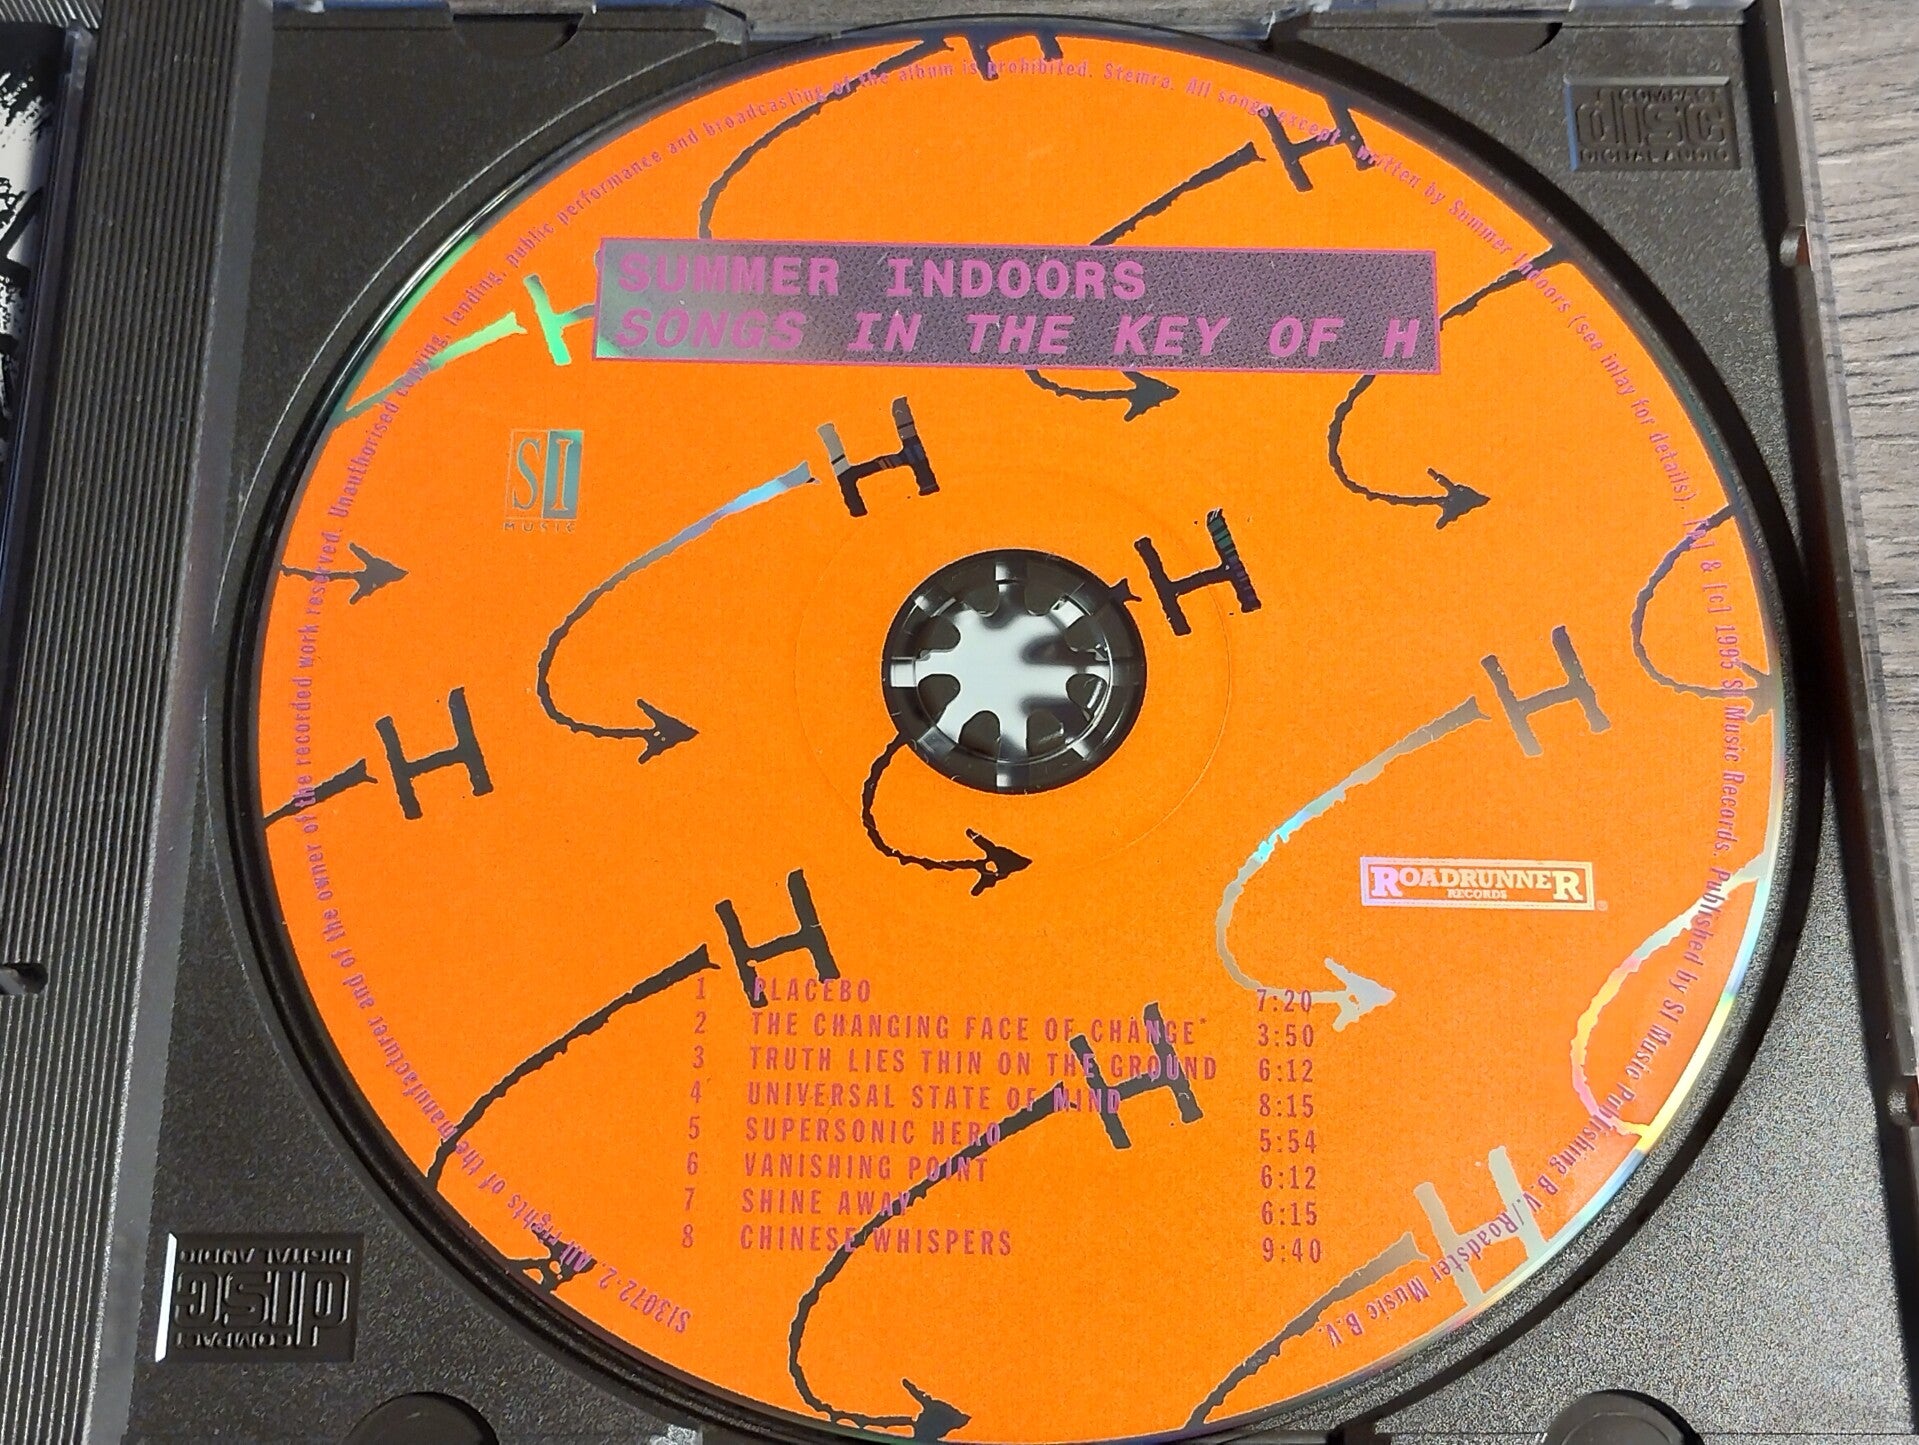 SUMMER INDOORS
SONGS IN THE KEY OF H
SI
MUSIC
ROADRUNNER
RECORDS
®
1 PLACEBO 7:20
2 THE CHANGING FACE OF CHANGE* 3:50
3 TRUTH LIES THIN ON THE GROUND 6:12
4 UNIVERSAL STATE OF MIND 8:15
5 SUPERSONIC HERO 5:54
6 VANISHING POINT 6:12
7 SHINE AWAY 6:15
8 CHINESE WHISPERS 9:40
SI3072-2. All rights of the manufacturer and of the owner of the recorded work reserved. Unauthorised copying, lending, public performance and broadcasting of the album is prohibited. Stemra. All songs except * written by Summer Indoors (see inlay for details). [p] & [c] 1995 SI Music Records. Published by SI Music Publishing B.V./Roadster Music B.V.
H
H
H
H
H
H
H
H
H
H
COMPACT
disc
DIGITAL AUDIO
COMPACT
disc
DIGITAL AUDIO